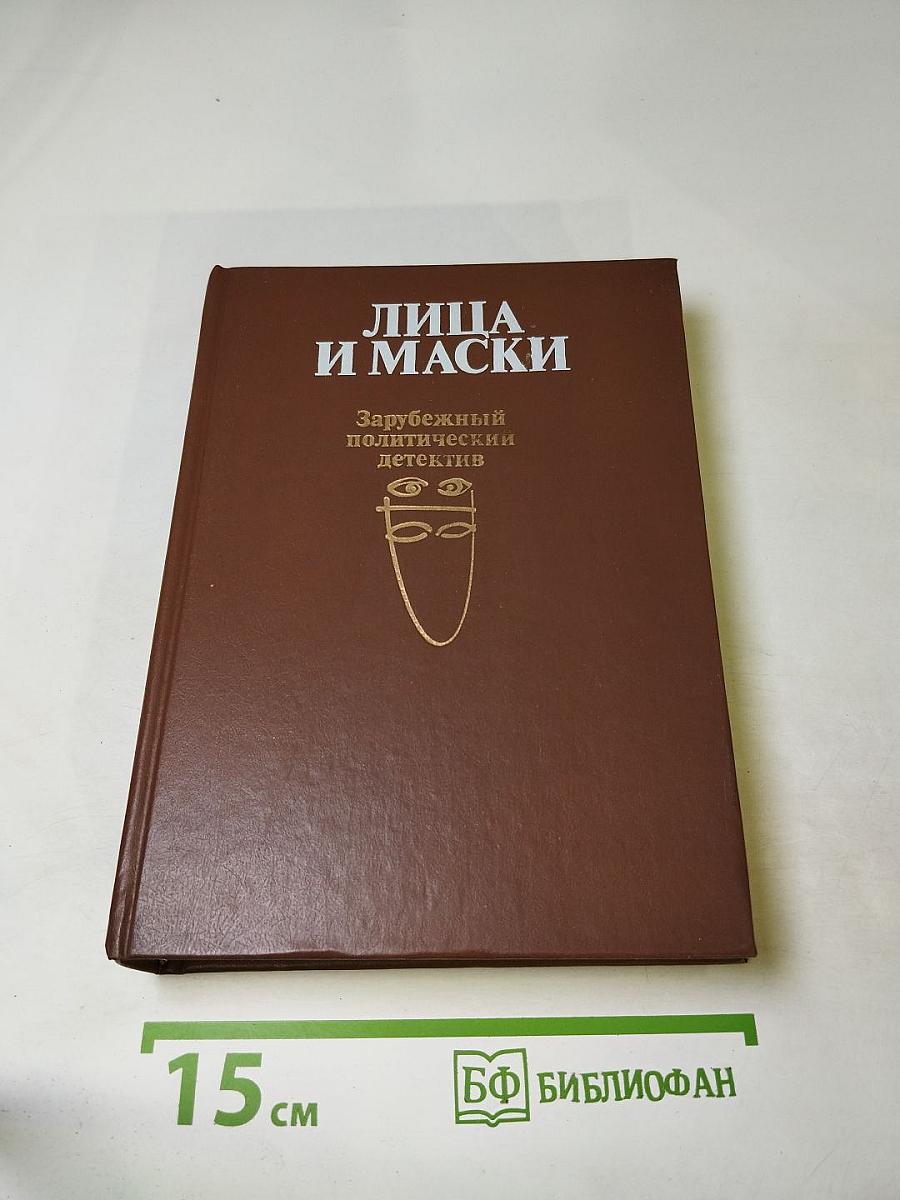 ЛИЦА
И МАСКИ
Зарубежный
политический
детектив
15 см
БФ БИБЛИОФАН